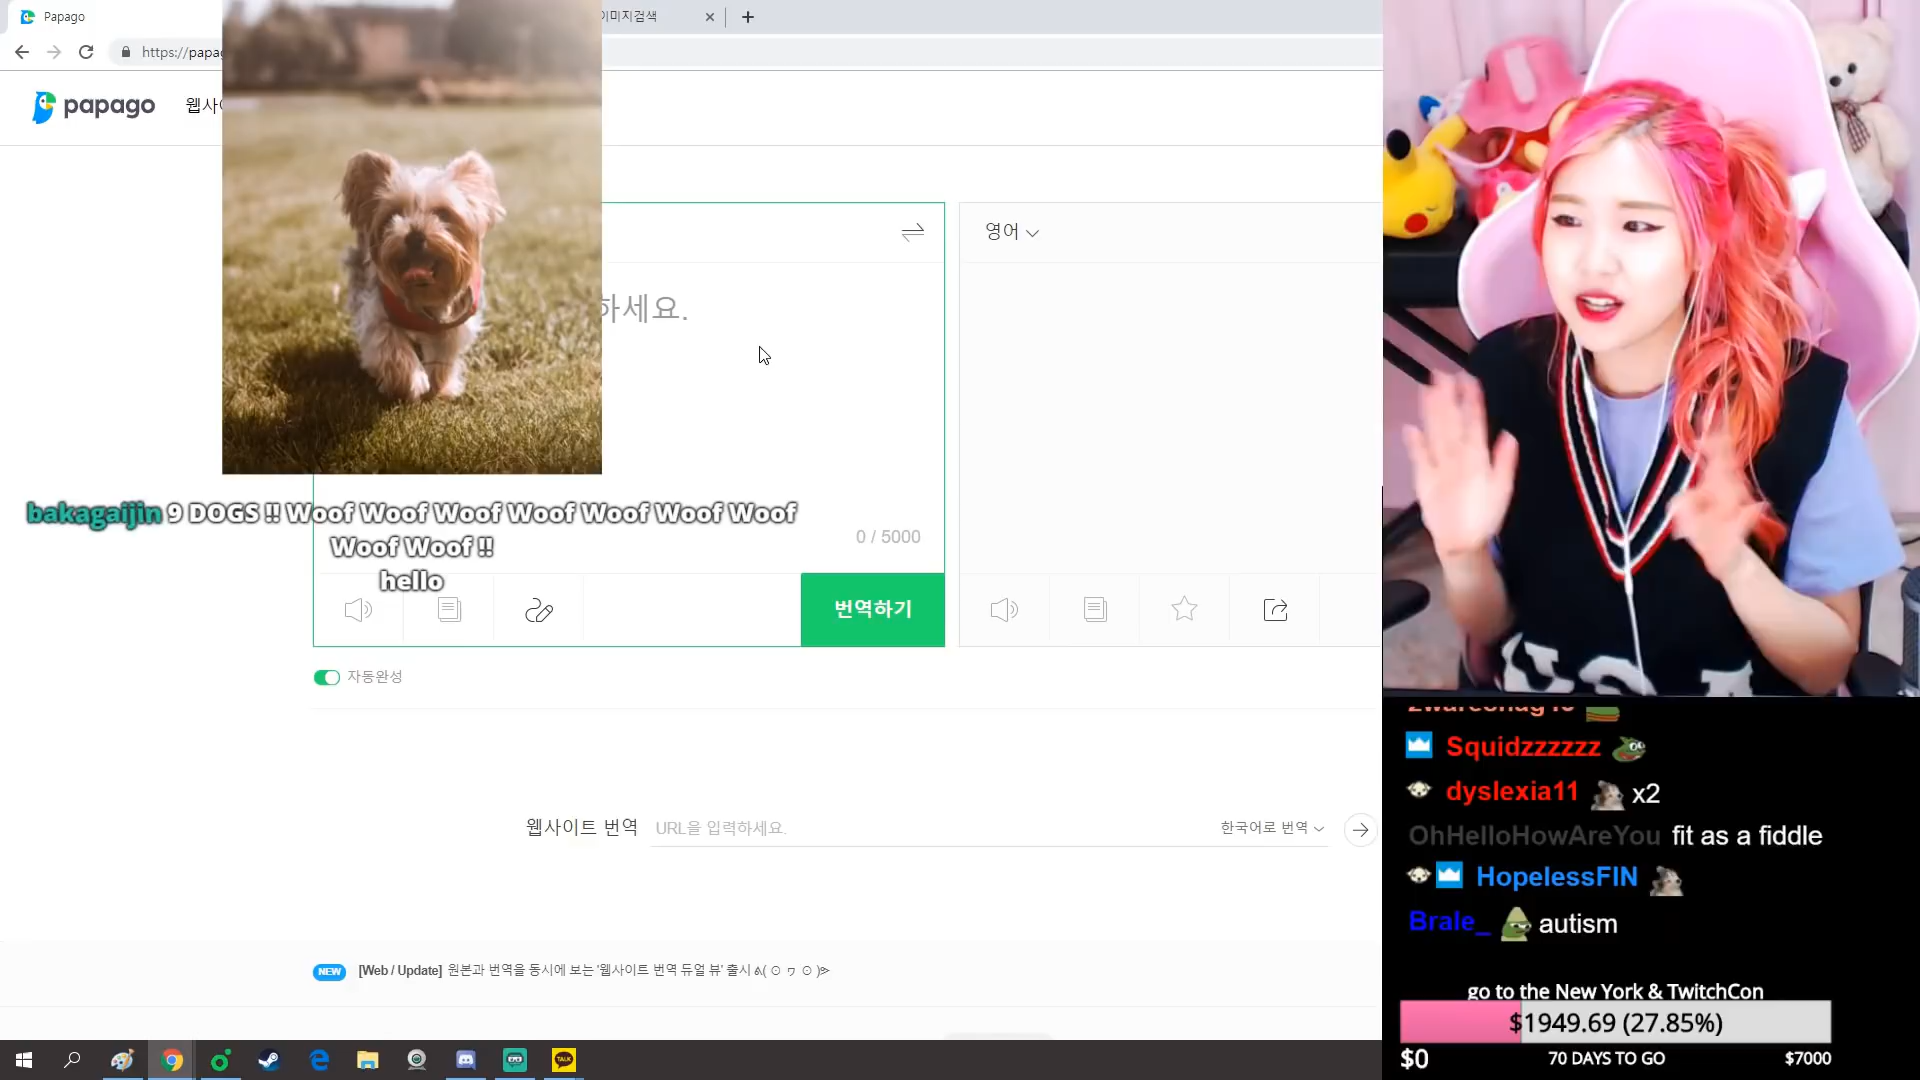 Papago
이미지검색
https://papag
papago
웹사이
영어
하세요.
bakagaijin 9 DOGS !! Woof Woof Woof Woof Woof Woof Woof
Woof Woof !!
hello
0 / 5000
번역하기
자동완성
웹사이트 번역
URL을 입력하세요.
한국어로 번역
NEW [Web / Update] 원본과 번역을 동시에 보는 '웹사이트 번역 듀얼 뷰' 출시
TALK
Squidzzzzzz
dyslexia11 x2
OhHelloHowAreYou fit as a fiddle
HopelessFIN
Brale_ autism
go to the New York & TwitchCon
$1949.69 (27.85%)
$0 70 DAYS TO GO $7000